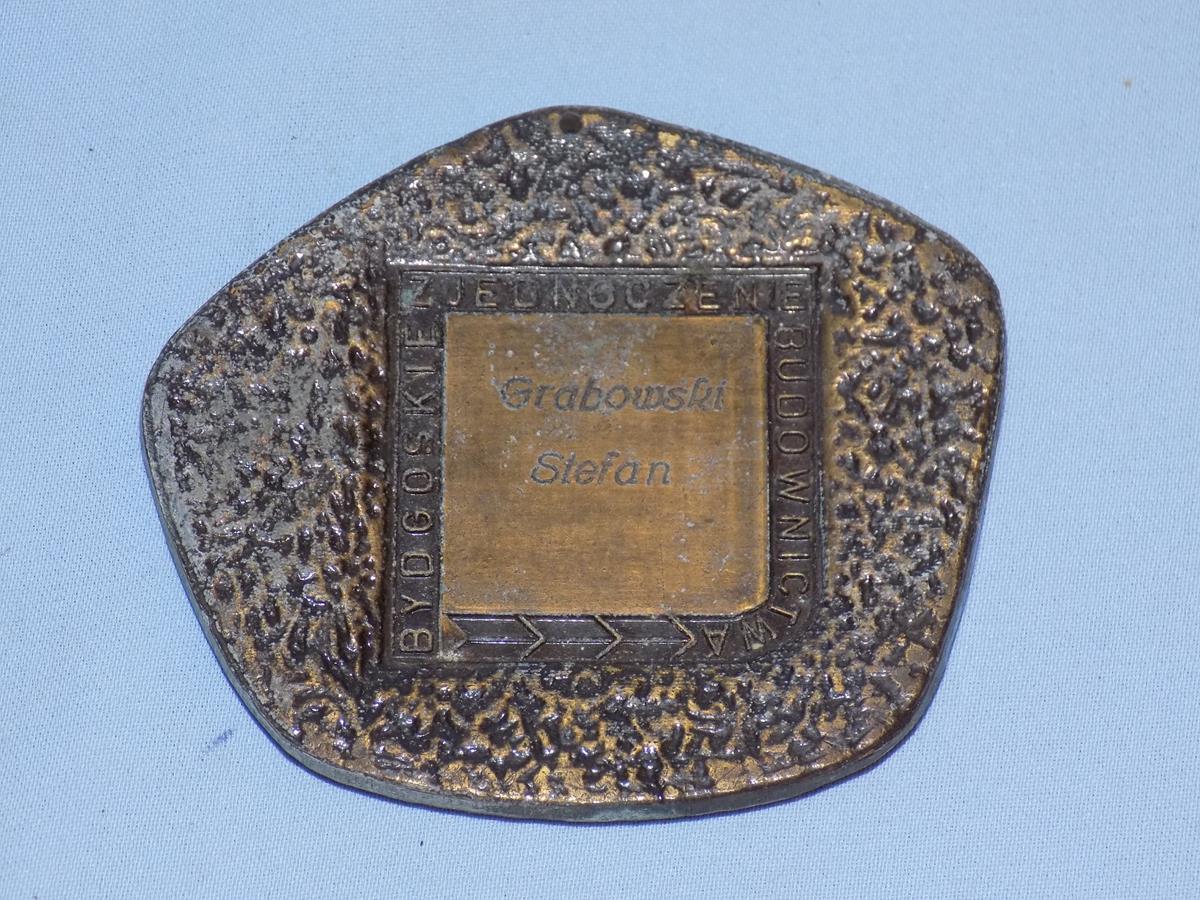 BYDGOSKIE ZJEDNOCZENIE BUDOWNICTWA
Grabowski
Stefan